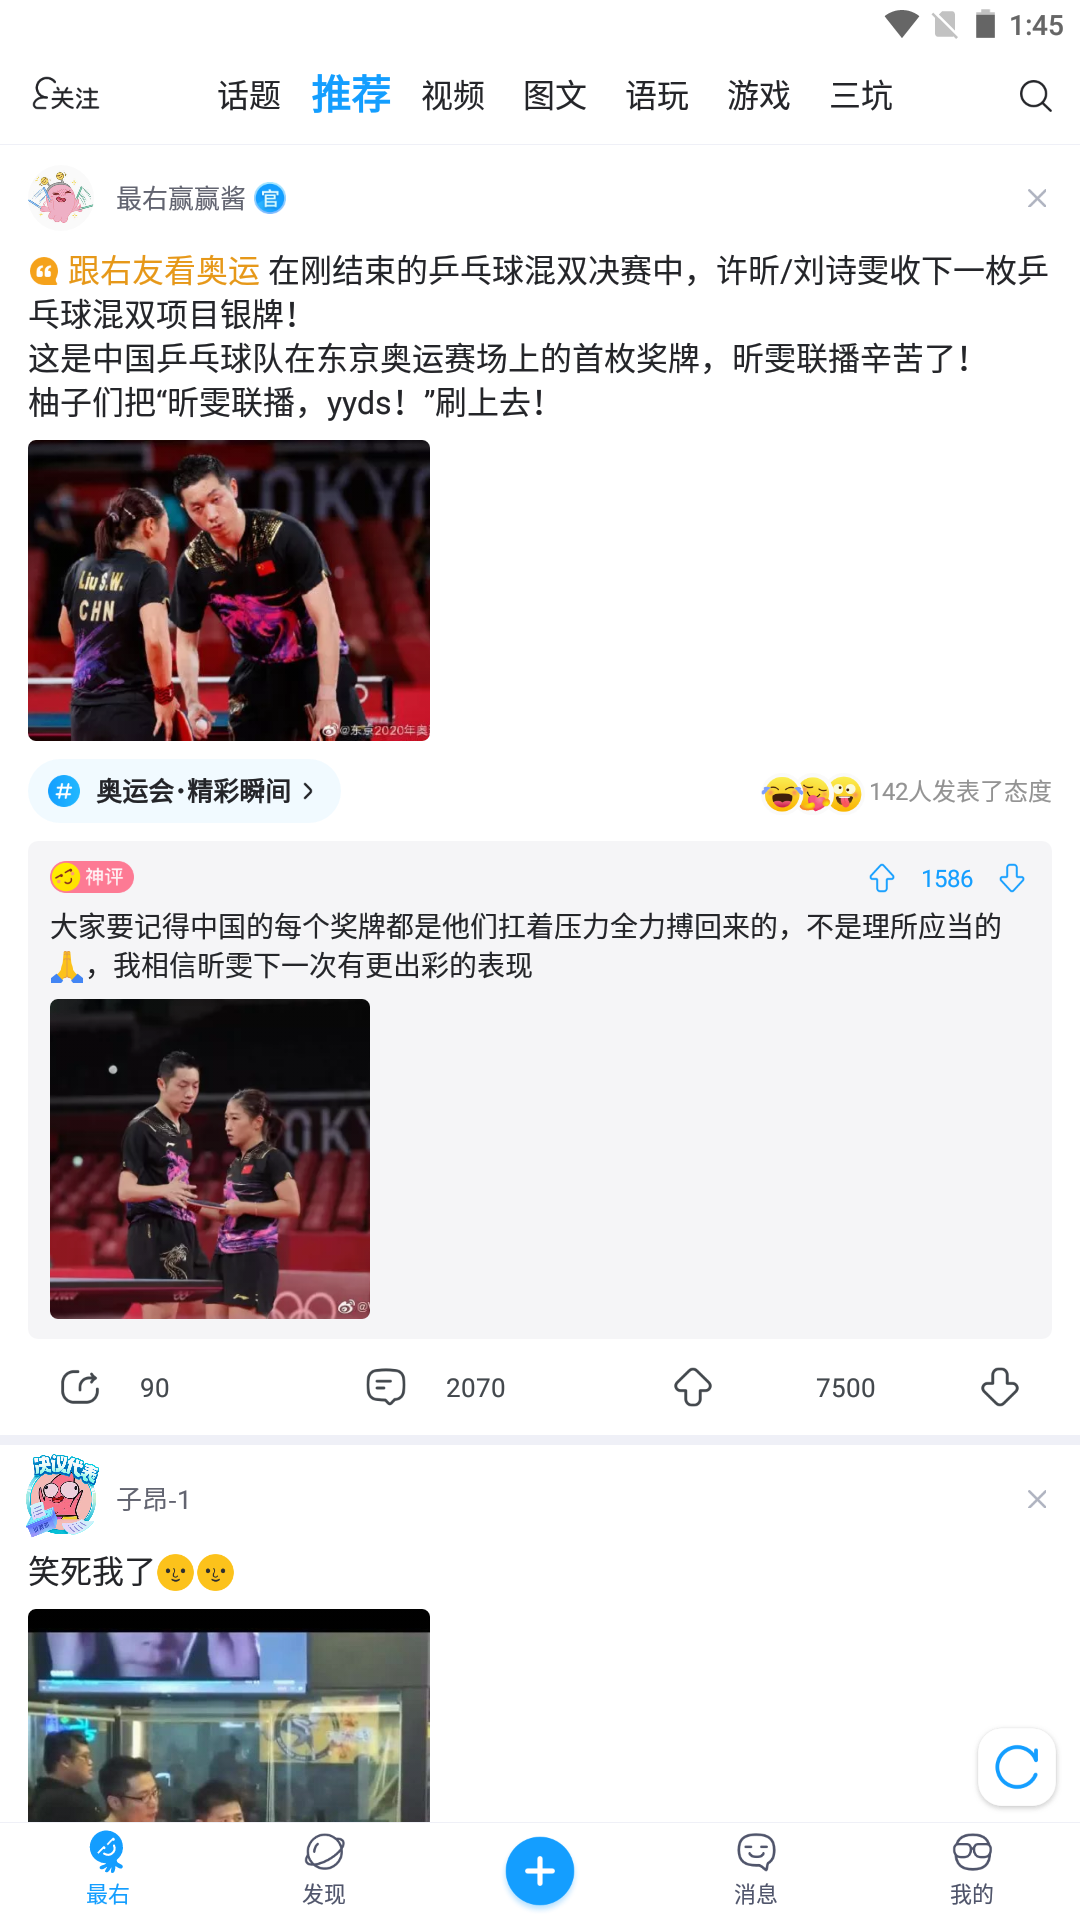 1:45
关注 话题 推荐 视频 图文 语玩 游戏 三坑
最右赢赢酱 官
跟右友看奥运 在刚结束的乒乓球混双决赛中，许昕/刘诗雯收下一枚乒
乓球混双项目银牌！
这是中国乒乓球队在东京奥运赛场上的首枚奖牌，昕雯联播辛苦了！
柚子们把“昕雯联播，yyds！”刷上去！
TOKYO
Liu S.W.
CHN
@东京2020年奥
# 奥运会·精彩瞬间
142人发表了态度
神评
1586
大家要记得中国的每个奖牌都是他们扛着压力全力搏回来的，不是理所应当的
🙏，我相信昕雯下一次有更出彩的表现
OKY
90 2070 7500
决议代表
子昂-1
笑死我了🌝🌝
最右 发现 消息 我的